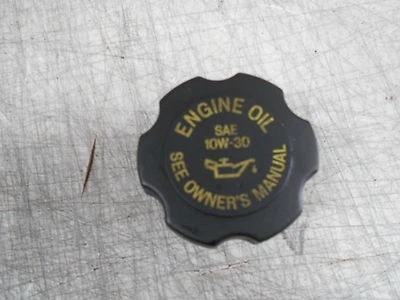 ENGINE OIL
SAE
10W-30
SEE OWNER'S MANUAL